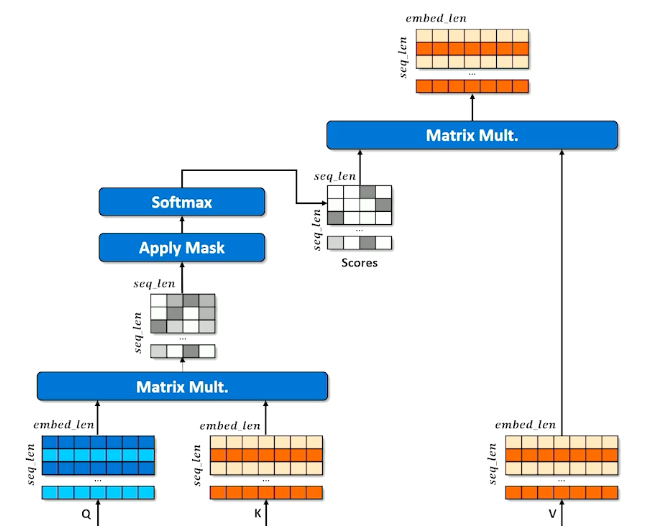 embed_len
seq_len
...
Matrix Mult.
seq_len
Softmax
seq_len
...
Apply Mask
Scores
seq_len
seq_len
...
Matrix Mult.
embed_len
embed_len
embed_len
seq_len
seq_len
seq_len
...
...
...
Q
K
V